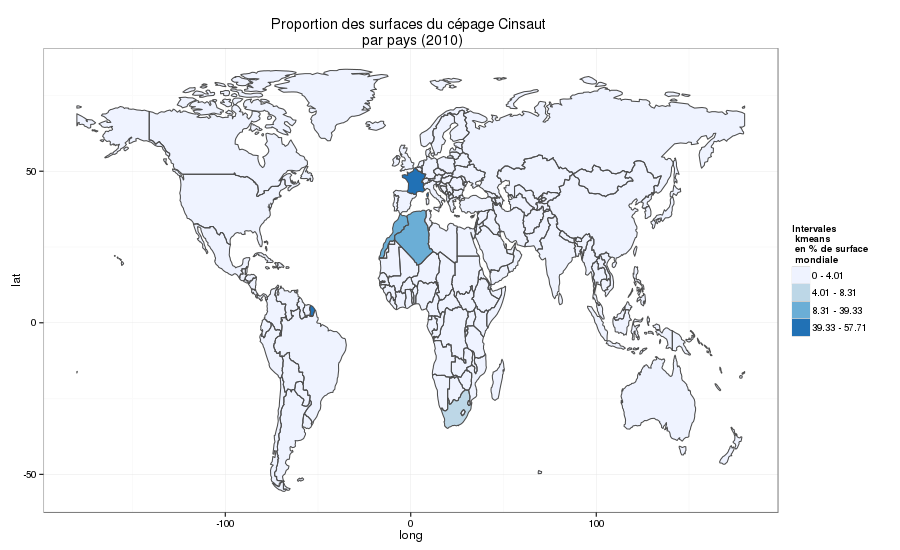 Proportion des surfaces du cépage Cinsaut
par pays (2010)
50
0
-50
lat
-100
0
100
long
Intervales
kmeans
en % de surface
mondiale
0 - 4.01
4.01 - 8.31
8.31 - 39.33
39.33 - 57.71